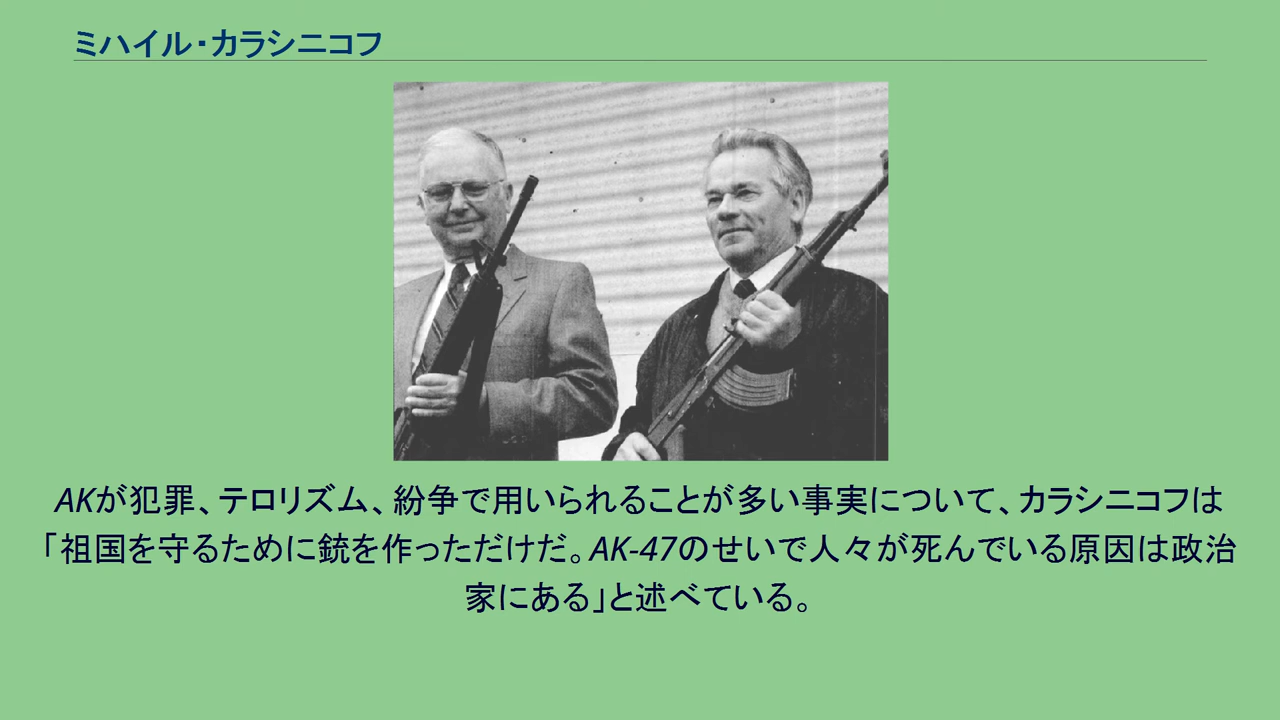 ミハイル・カラシニコフ
AKが犯罪、テロリズム、紛争で用いられることが多い事実について、カラシニコフは
「祖国を守るために銃を作っただけだ。AK-47のせいで人々が死んでいる原因は政治
家にある」と述べている。